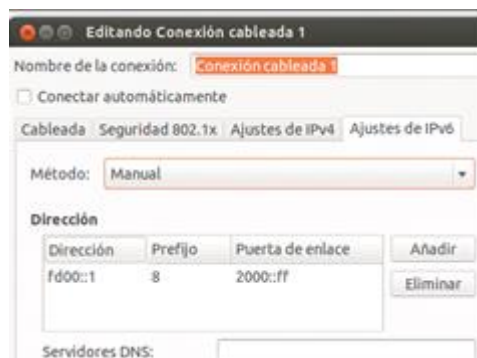 Editando Conexión cableada 1
Nombre de la conexión: Conexión cableada 1
Conectar automáticamente
Cableada Seguridad 802.1x Ajustes de IPv4 Ajustes de IPv6
Método: Manual
Dirección
Dirección Prefijo Puerta de enlace Añadir
fd00::1 8 2000::ff Eliminar
Servidores DNS: